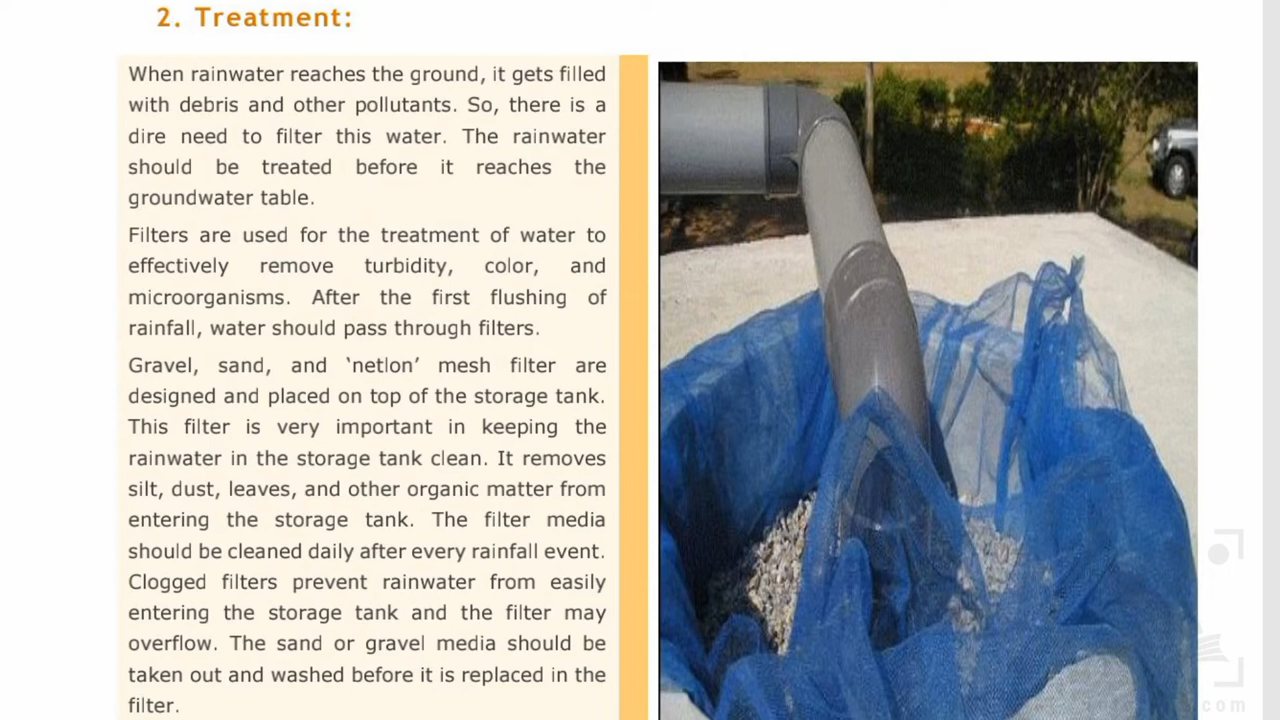 2. Treatment:
When rainwater reaches the ground, it gets filled
with debris and other pollutants. So, there is a
dire need to filter this water. The rainwater
should be treated before it reaches the
groundwater table.
Filters are used for the treatment of water to
effectively remove turbidity, color, and
microorganisms. After the first flushing of
rainfall, water should pass through filters.
Gravel, sand, and ‘netlon’ mesh filter are
designed and placed on top of the storage tank.
This filter is very important in keeping the
rainwater in the storage tank clean. It removes
silt, dust, leaves, and other organic matter from
entering the storage tank. The filter media
should be cleaned daily after every rainfall event.
Clogged filters prevent rainwater from easily
entering the storage tank and the filter may
overflow. The sand or gravel media should be
taken out and washed before it is replaced in the
filter.